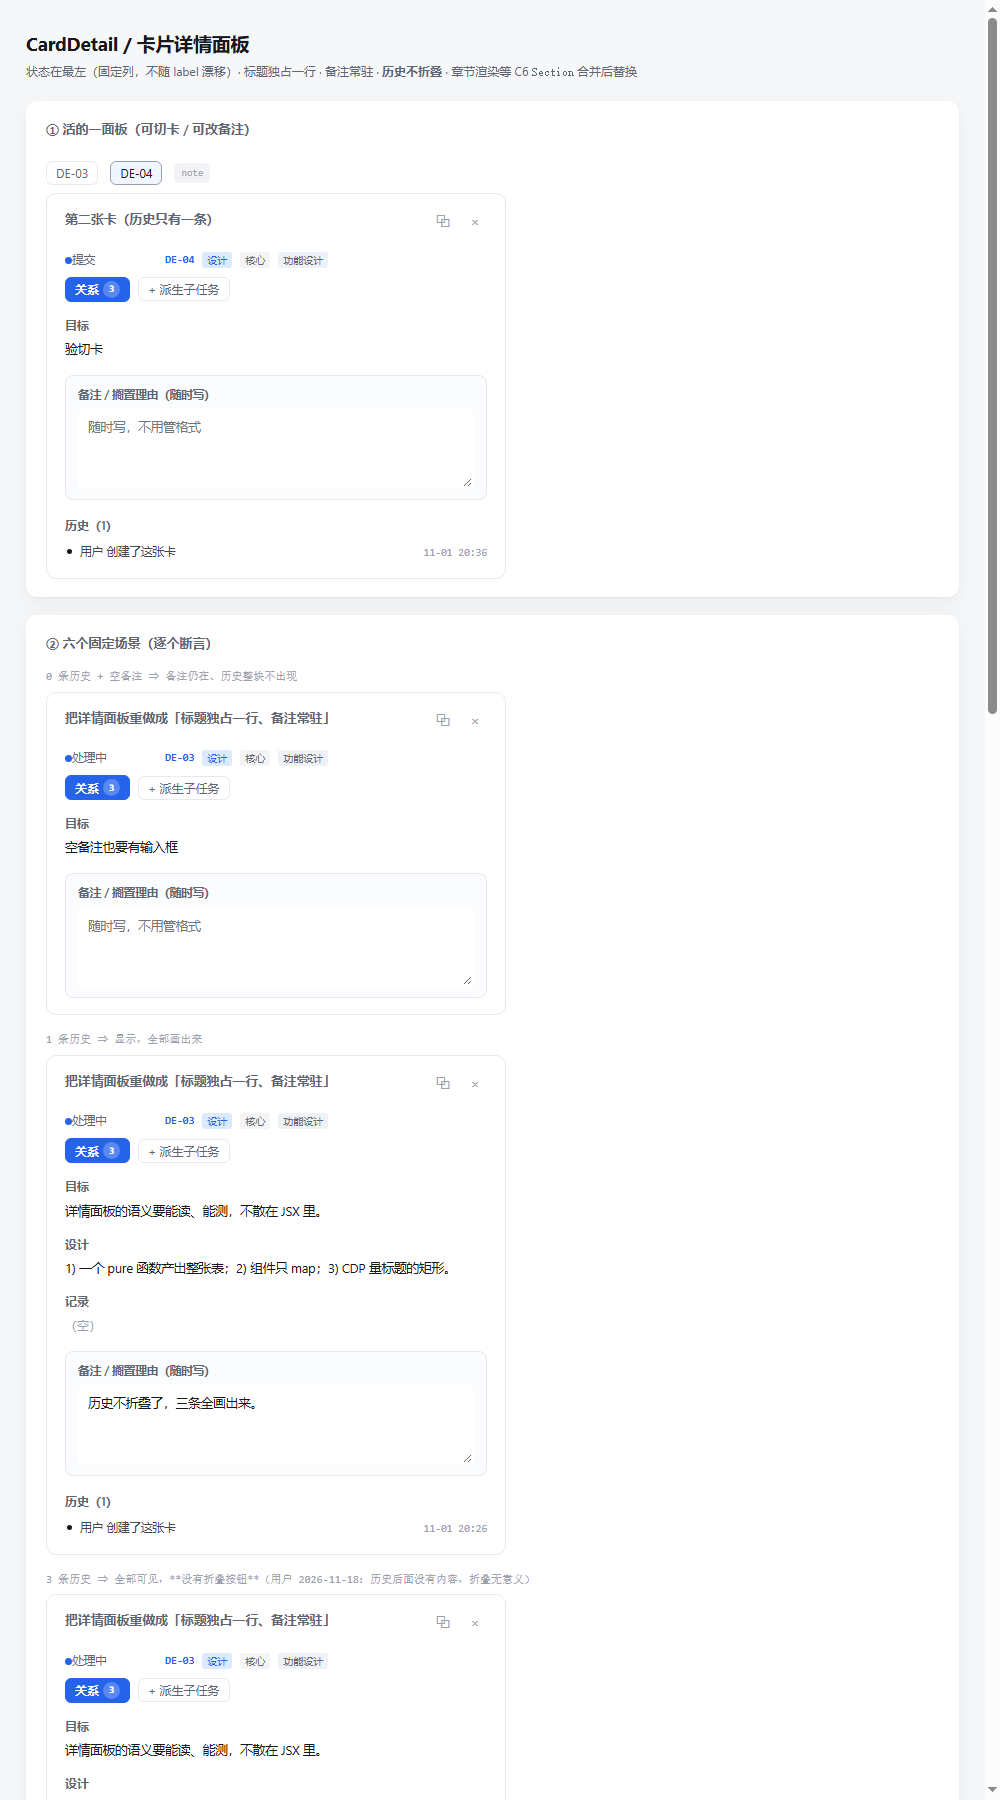 CardDetail / 卡片详情面板
状态在最左（固定列，不随 label 漂移）· 标题独占一行 · 备注常驻 · 历史不折叠 · 章节渲染等 C6 Section 合并后替换
① 活的一面板（可切卡 / 可改备注）
DE-03 DE-04 note
第二张卡（历史只有一条） ×
提交 DE-04 设计 核心 功能设计
关系 3 + 派生子任务
目标
验切卡
备注 / 搁置理由（随时写）
随时写，不用管格式
历史（1）
用户 创建了这张卡 11-01 20:36
② 六个固定场景（逐个断言）
0 条历史 + 空备注 ⇒ 备注仍在、历史整块不出现
把详情面板重做成「标题独占一行、备注常驻」 ×
处理中 DE-03 设计 核心 功能设计
关系 3 + 派生子任务
目标
空备注也要有输入框
备注 / 搁置理由（随时写）
随时写，不用管格式
1 条历史 ⇒ 显示，全部画出来
把详情面板重做成「标题独占一行、备注常驻」 ×
处理中 DE-03 设计 核心 功能设计
关系 3 + 派生子任务
目标
详情面板的语义要能读、能测，不散在 JSX 里。
设计
1) 一个 pure 函数产出整张表；2) 组件只 map；3) CDP 量标题的矩形。
记录
（空）
备注 / 搁置理由（随时写）
历史不折叠了，三条全画出来。
历史（1）
用户 创建了这张卡 11-01 20:26
3 条历史 ⇒ 全部可见，**没有折叠按钮**（用户 2026-11-18：历史后面没有内容，折叠无意义）
把详情面板重做成「标题独占一行、备注常驻」 ×
处理中 DE-03 设计 核心 功能设计
关系 3 + 派生子任务
目标
详情面板的语义要能读、能测，不散在 JSX 里。
设计